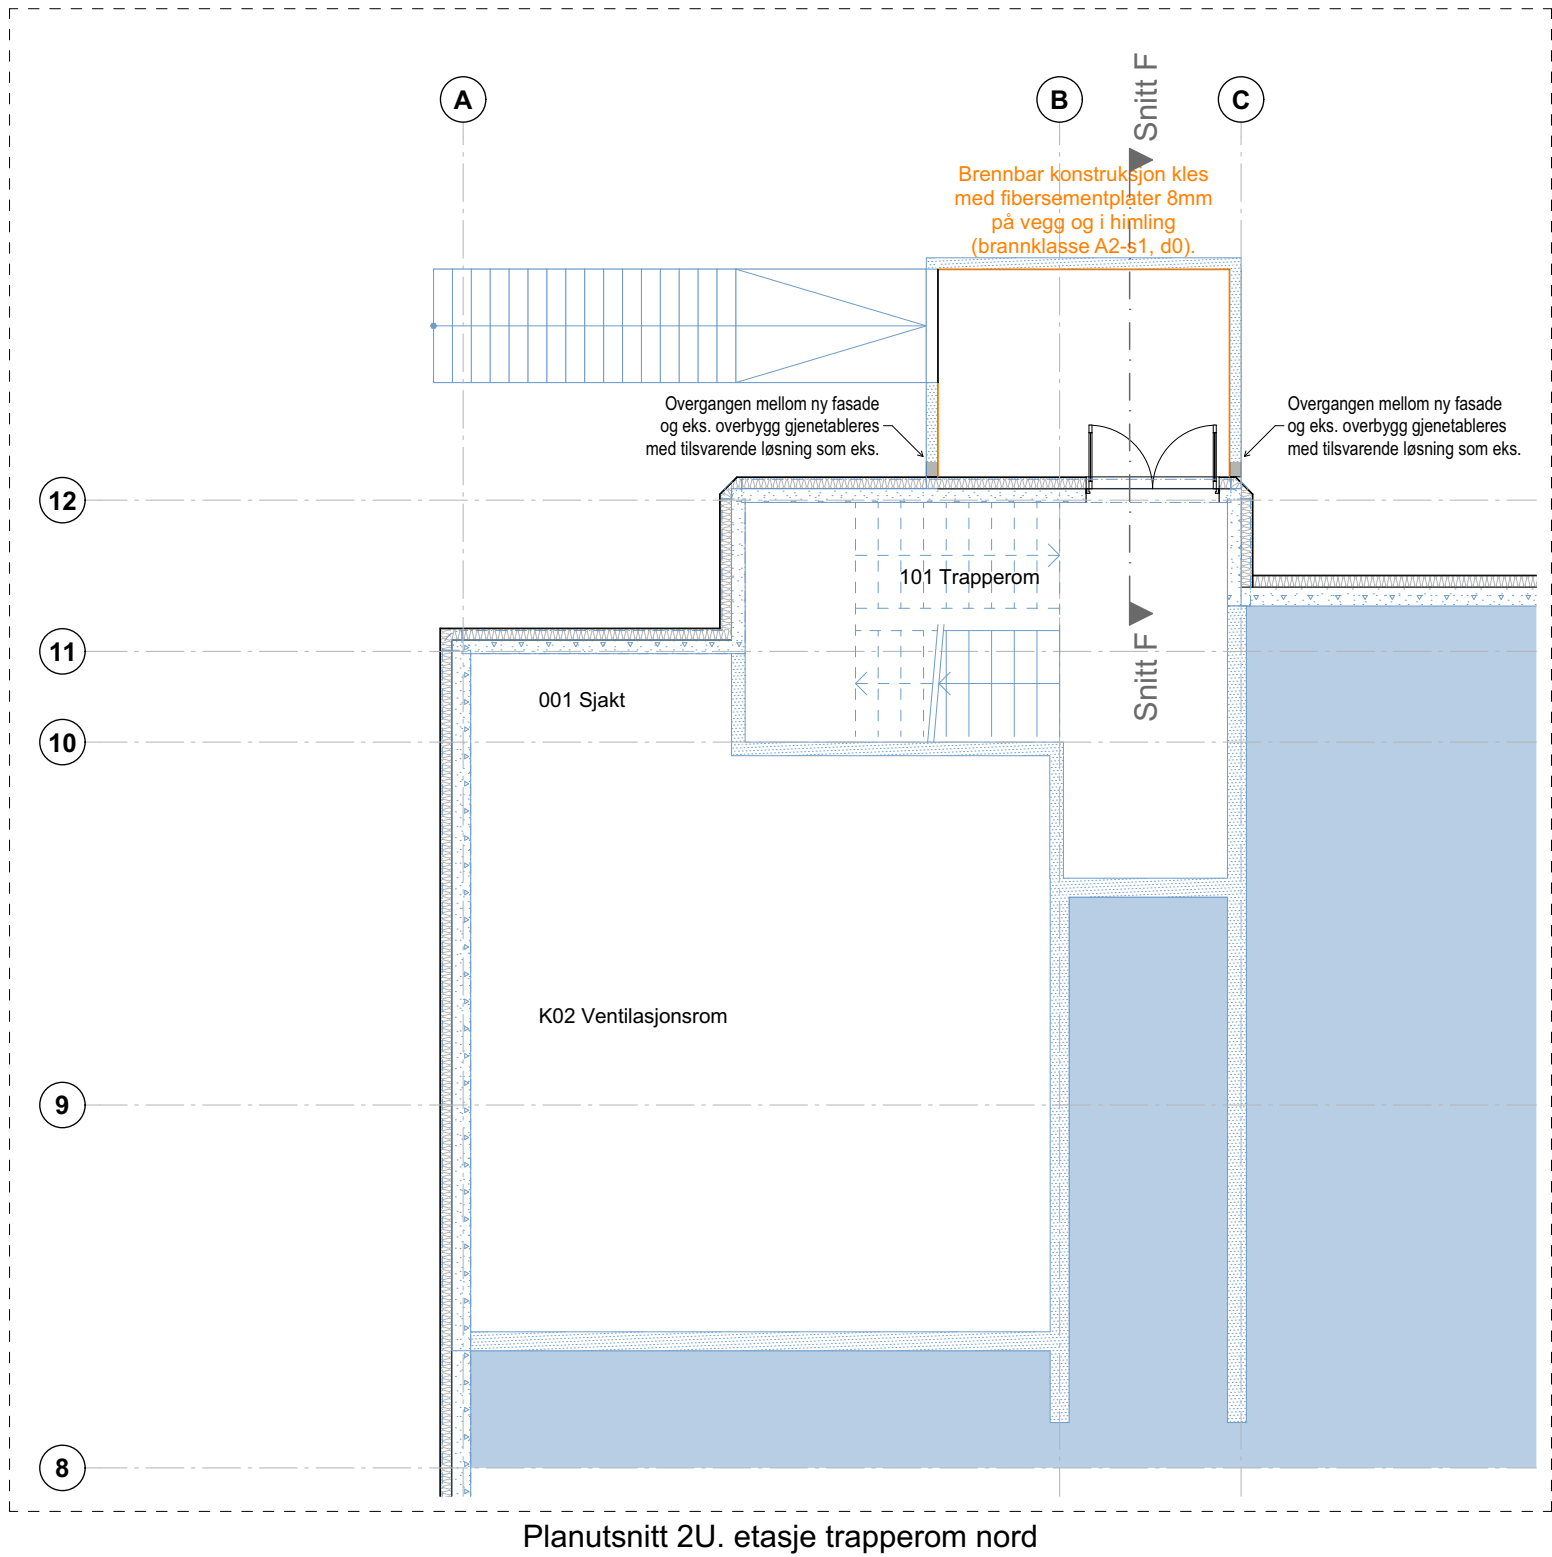 A
B
C
Snitt F
Brennbar konstruksjon kles
med fibersementplater 8mm
på vegg og i himling
(brannklasse A2-s1, d0).
Overgangen mellom ny fasade
og eks. overbygg gjenetableres
med tilsvarende løsning som eks.
Overgangen mellom ny fasade
og eks. overbygg gjenetableres
med tilsvarende løsning som eks.
12
101 Trapperom
11
Snitt F
001 Sjakt
10
K02 Ventilasjonsrom
9
8
Planutsnitt 2U. etasje trapperom nord